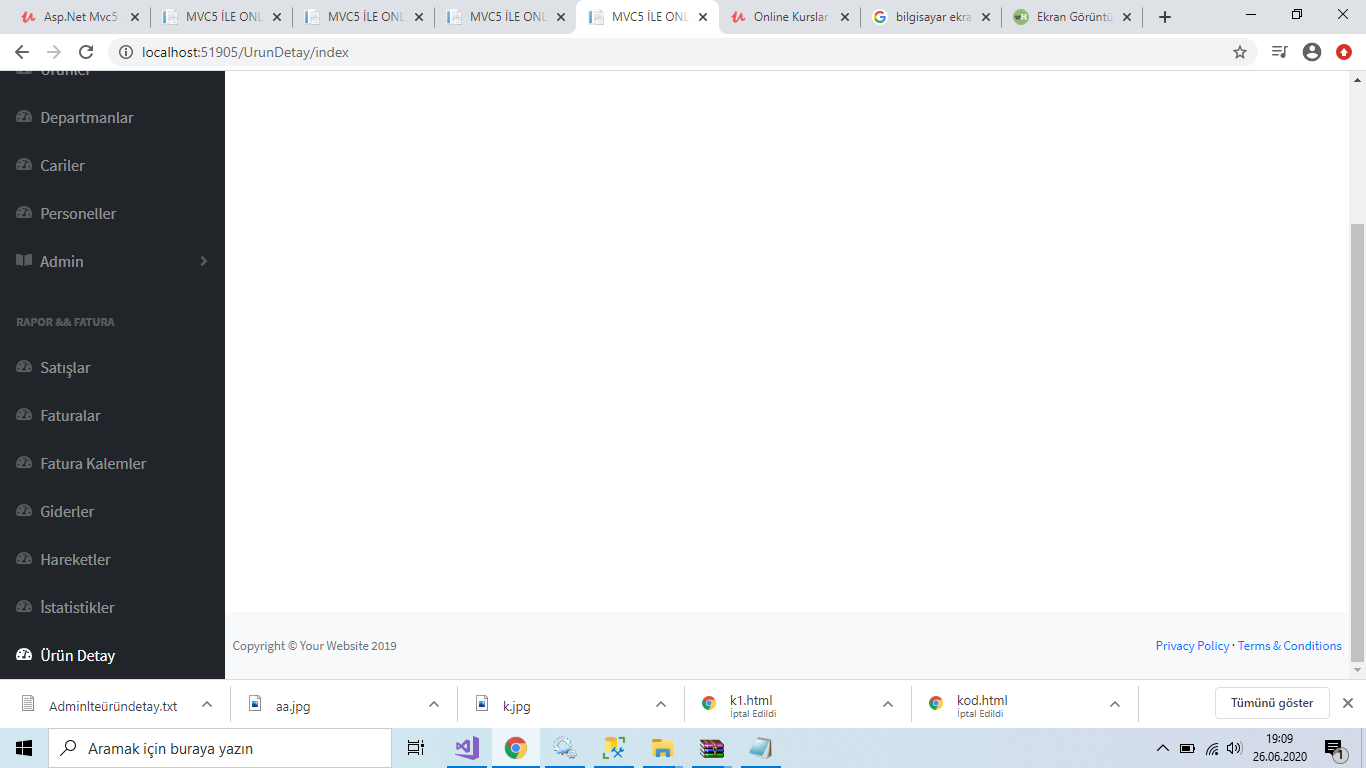 Asp.Net Mvc5
MVC5 İLE ONL
MVC5 İLE ONL
MVC5 İLE ONL
MVC5 İLE ONL
Online Kurslar
bilgisayar ekra
Ekran Görüntü
localhost:51905/UrunDetay/index
Ürünler
Departmanlar
Cariler
Personeller
Admin
RAPOR && FATURA
Satışlar
Faturalar
Fatura Kalemler
Giderler
Hareketler
İstatistikler
Ürün Detay
Copyright © Your Website 2019
Privacy Policy · Terms & Conditions
Adminlteüründetay.txt
aa.jpg
k.jpg
k1.html
İptal Edildi
kod.html
İptal Edildi
Tümünü göster
Aramak için buraya yazın
19:09
26.06.2020
1